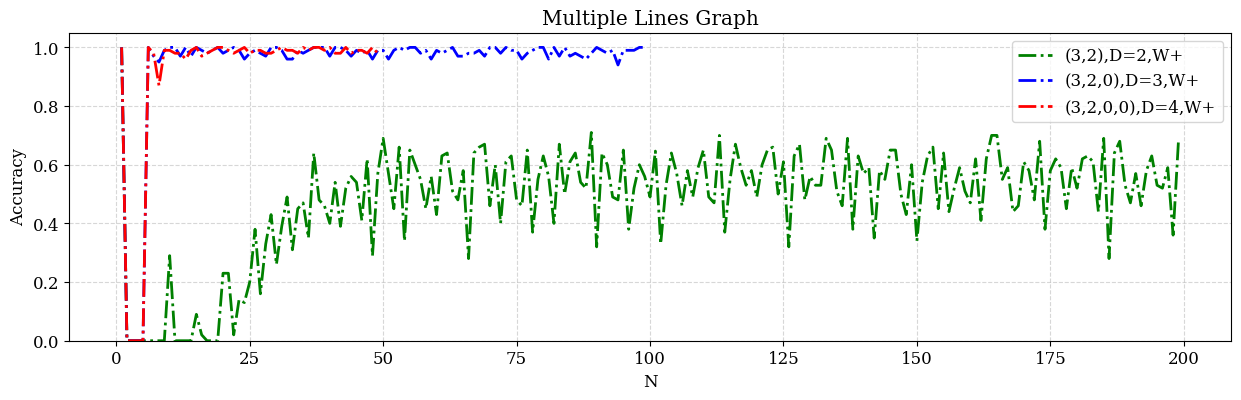 Multiple Lines Graph
Accuracy
1.0
0.8
0.6
0.4
0.2
0.0
(3,2),D=2,W+
(3,2,0),D=3,W+
(3,2,0,0),D=4,W+
0 25 50 75 100 125 150 175 200
N